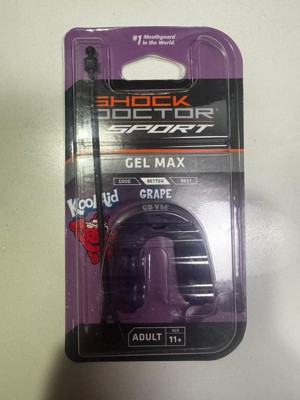 #1 Mouthguard
in the World.
SHOCK
DOCTOR
SPORT
GEL MAX
GOOD BETTER BEST
Kool-Aid
GRAPE
ADULT AGE 11+